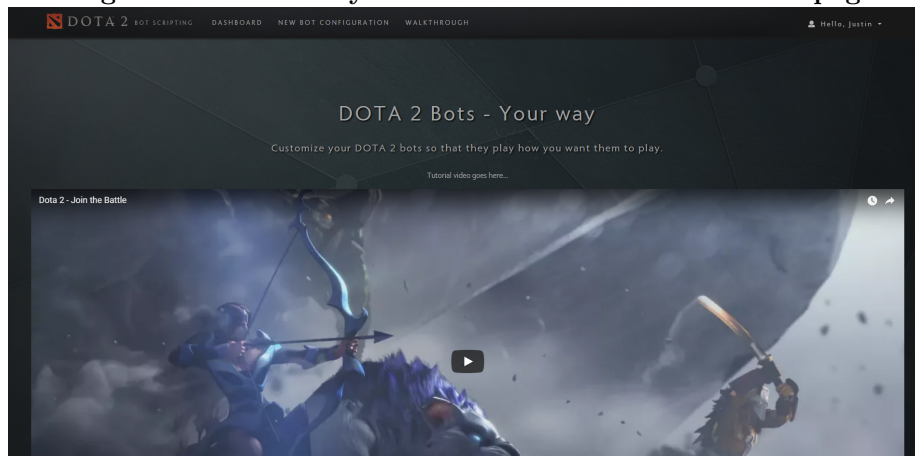 DOTA 2 BOT SCRIPTING DASHBOARD NEW BOT CONFIGURATION WALKTHROUGH Hello, Justin
DOTA 2 Bots - Your way
Customize your DOTA 2 bots so that they play how you want them to play.
Tutorial video goes here...
Dota 2 - Join the Battle